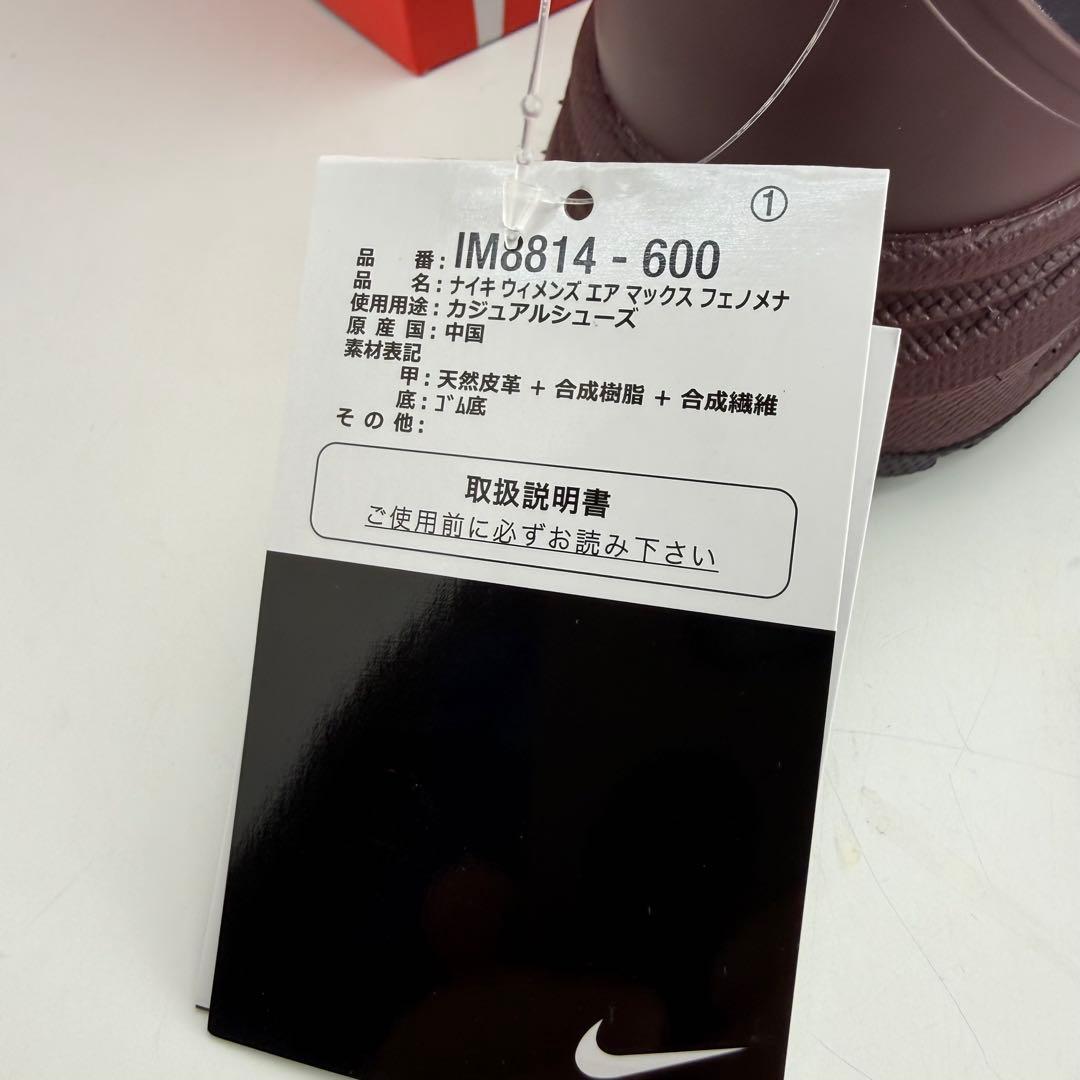 ①
品 番: IM8814 - 600
品 名: ナイキ ウィメンズ エア マックス フェノメナ
使用用途: カジュアルシューズ
原 産 国: 中国
素材表記
甲: 天然皮革 + 合成樹脂 + 合成繊維
底: ｺﾞﾑ底
そ の 他:
取扱説明書
ご使用前に必ずお読み下さい